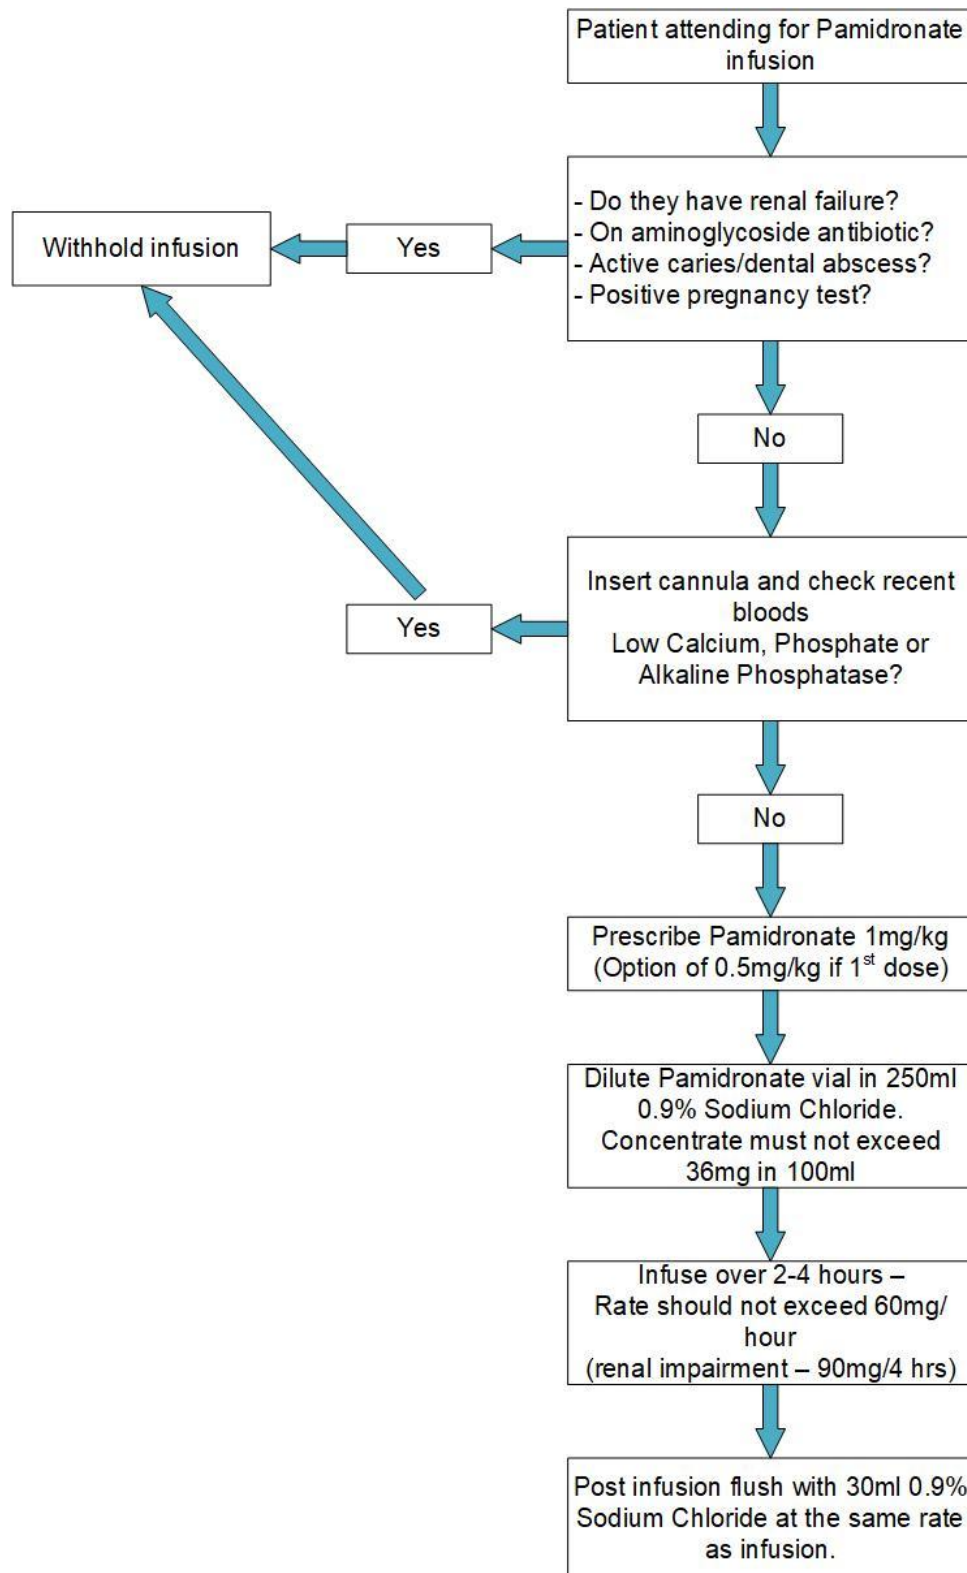 Patient attending for Pamidronate
infusion
- Do they have renal failure?
- On aminoglycoside antibiotic?
- Active caries/dental abscess?
- Positive pregnancy test?
Yes
Withhold infusion
No
Insert cannula and check recent
bloods
Low Calcium, Phosphate or
Alkaline Phosphatase?
Yes
No
Prescribe Pamidronate 1mg/kg
(Option of 0.5mg/kg if 1st dose)
Dilute Pamidronate vial in 250ml
0.9% Sodium Chloride.
Concentrate must not exceed
36mg in 100ml
Infuse over 2-4 hours –
Rate should not exceed 60mg/
hour
(renal impairment – 90mg/4 hrs)
Post infusion flush with 30ml 0.9%
Sodium Chloride at the same rate
as infusion.